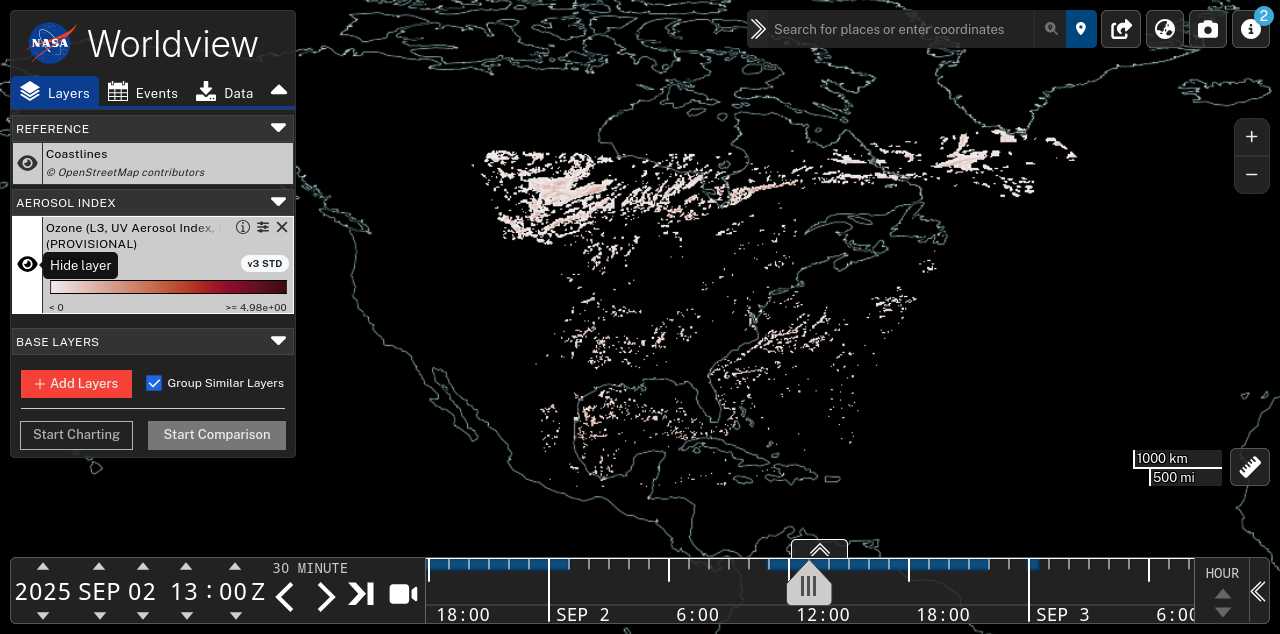 NASA
Worldview
Search for places or enter coordinates
2
Layers
Events
Data
REFERENCE
Coastlines
© OpenStreetMap contributors
AEROSOL INDEX
Ozone (L3, UV Aerosol Index,
(PROVISIONAL)
Hide layer
v3 STD
< 0
>= 4.98e+00
BASE LAYERS
+ Add Layers
Group Similar Layers
Start Charting
Start Comparison
1000 km
500 mi
30 MINUTE
2025 SEP 02 13:00Z
18:00
SEP 2
6:00
12:00
18:00
SEP 3
6:00
HOUR